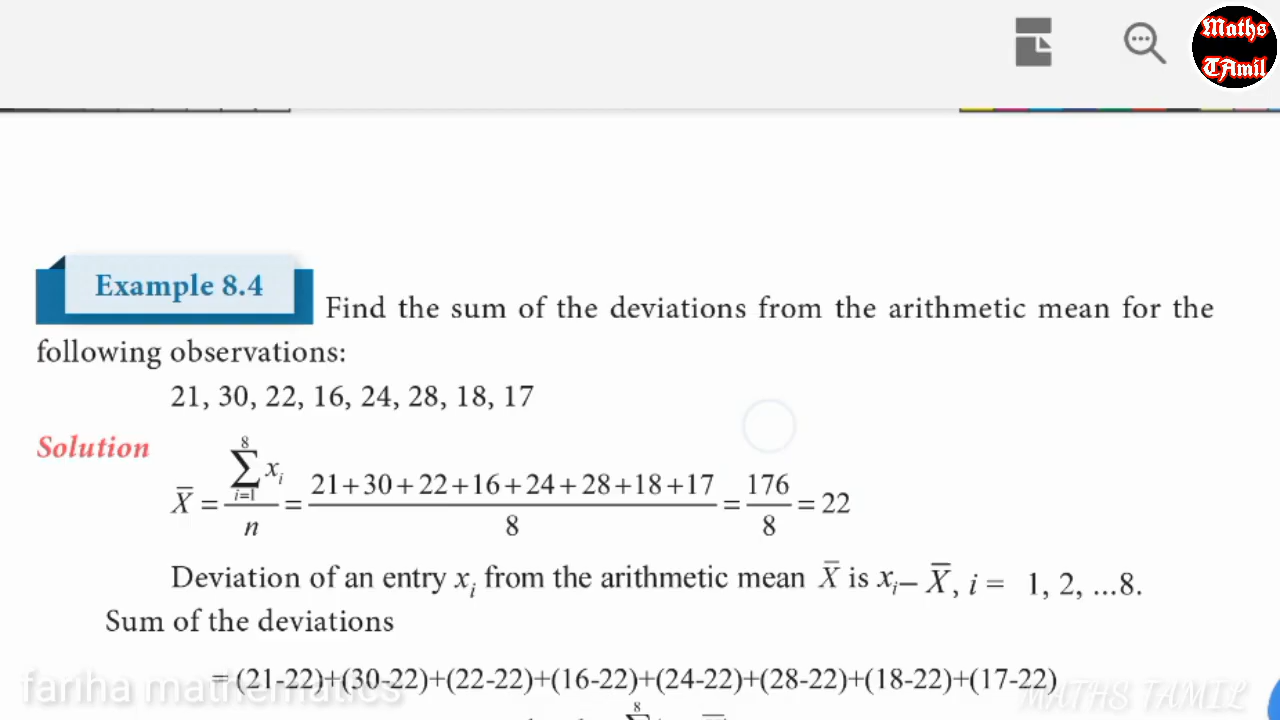 Maths
TAmil
Example 8.4
Find the sum of the deviations from the arithmetic mean for the
following observations:
21, 30, 22, 16, 24, 28, 18, 17
Solution
X̄ = (8 ∑ i=1 xᵢ)/n = (21+30+22+16+24+28+18+17)/8 = 176/8 = 22
Deviation of an entry xᵢ from the arithmetic mean X̄ is xᵢ– X̄, i = 1, 2, ...8.
Sum of the deviations
= (21-22)+(30-22)+(22-22)+(16-22)+(24-22)+(28-22)+(18-22)+(17-22)
fariha mathematics
MATHS TAMIL